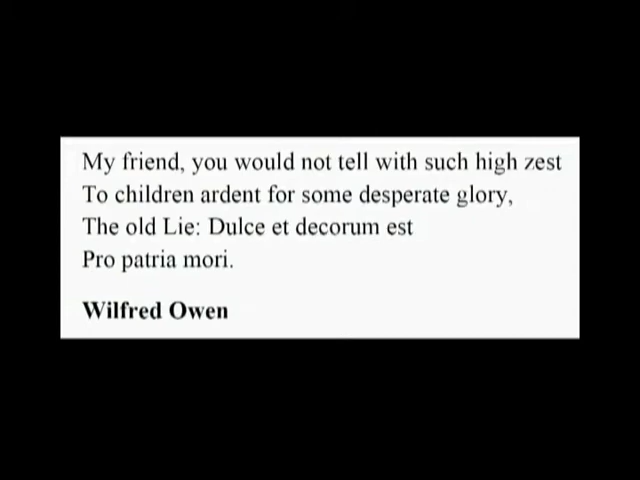 My friend, you would not tell with such high zest
To children ardent for some desperate glory,
The old Lie: Dulce et decorum est
Pro patria mori.
Wilfred Owen